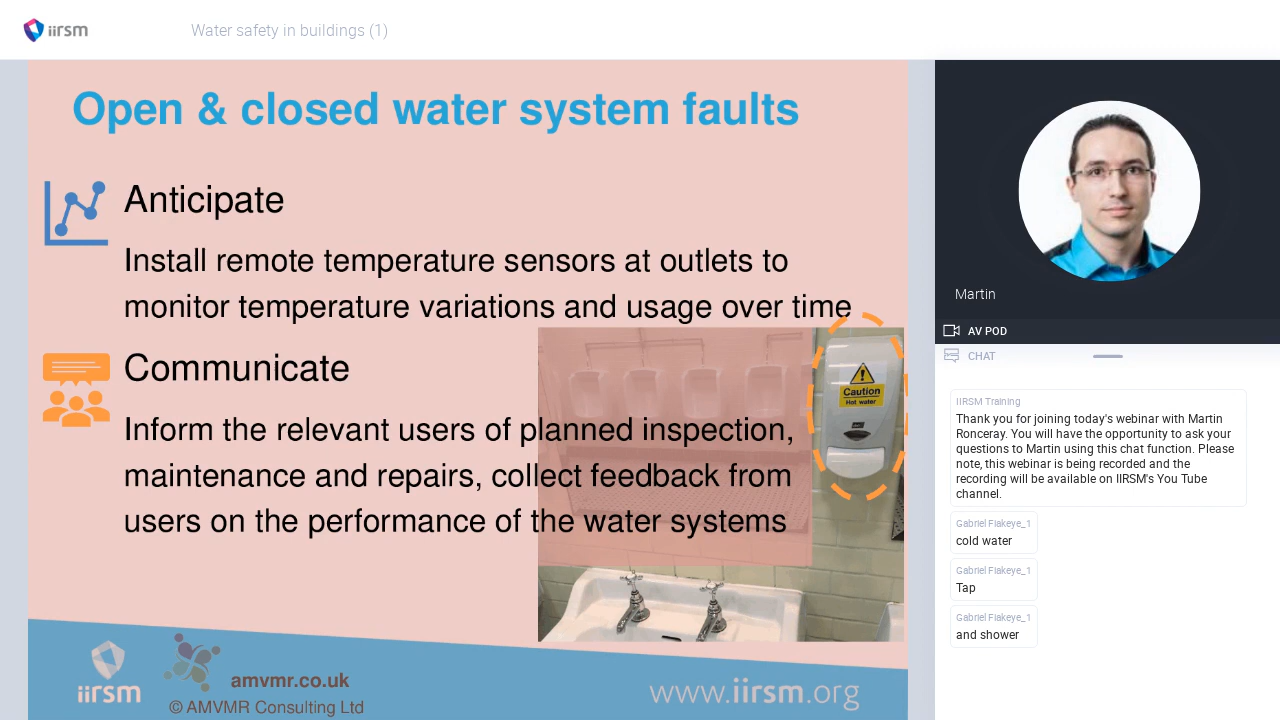 iirsm
Water safety in buildings (1)
Open & closed water system faults
Anticipate
Install remote temperature sensors at outlets to
monitor temperature variations and usage over time
Communicate
Inform the relevant users of planned inspection,
maintenance and repairs, collect feedback from
users on the performance of the water systems
Caution
Hot water
iirsm
amvmr.co.uk
© AMVMR Consulting Ltd
www.iirsm.org
Martin
AV POD
CHAT
IIRSM Training
Thank you for joining today's webinar with Martin
Ronceray. You will have the opportunity to ask your
questions to Martin using this chat function. Please
note, this webinar is being recorded and the
recording will be available on IIRSM's You Tube
channel.
Gabriel Fiakeye_1
cold water
Gabriel Fiakeye_1
Tap
Gabriel Fiakeye_1
and shower